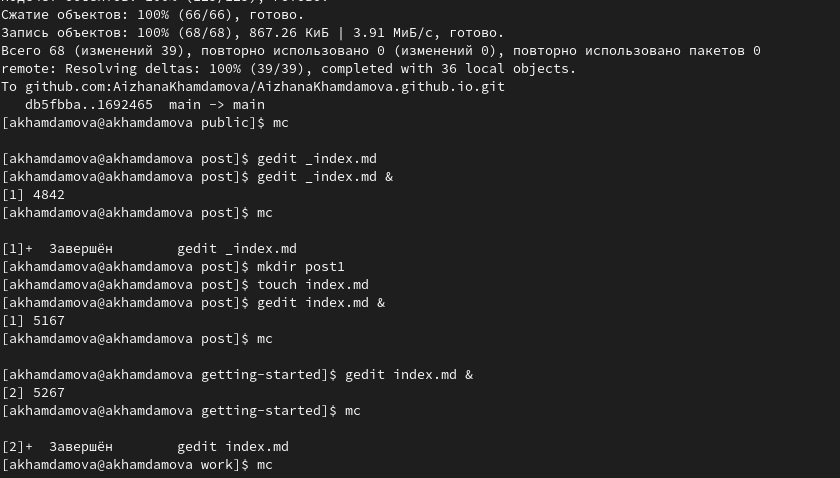 Сжатие объектов: 100% (66/66), готово.
Запись объектов: 100% (68/68), 867.26 КиБ | 3.91 МиБ/с, готово.
Всего 68 (изменений 39), повторно использовано 0 (изменений 0), повторно использовано пакетов 0
remote: Resolving deltas: 100% (39/39), completed with 36 local objects.
To github.com:AizhanaKhamdamova/AizhanaKhamdamova.github.io.git
   db5fbba..1692465  main -> main
[akhamdamova@akhamdamova public]$ mc
[akhamdamova@akhamdamova post]$ gedit _index.md
[akhamdamova@akhamdamova post]$ gedit _index.md &
[1] 4842
[akhamdamova@akhamdamova post]$ mc
[1]+  Завершён        gedit _index.md
[akhamdamova@akhamdamova post]$ mkdir post1
[akhamdamova@akhamdamova post]$ touch index.md
[akhamdamova@akhamdamova post]$ gedit index.md &
[1] 5167
[akhamdamova@akhamdamova post]$ mc
[akhamdamova@akhamdamova getting-started]$ gedit index.md &
[2] 5267
[akhamdamova@akhamdamova getting-started]$ mc
[2]+  Завершён        gedit index.md
[akhamdamova@akhamdamova work]$ mc